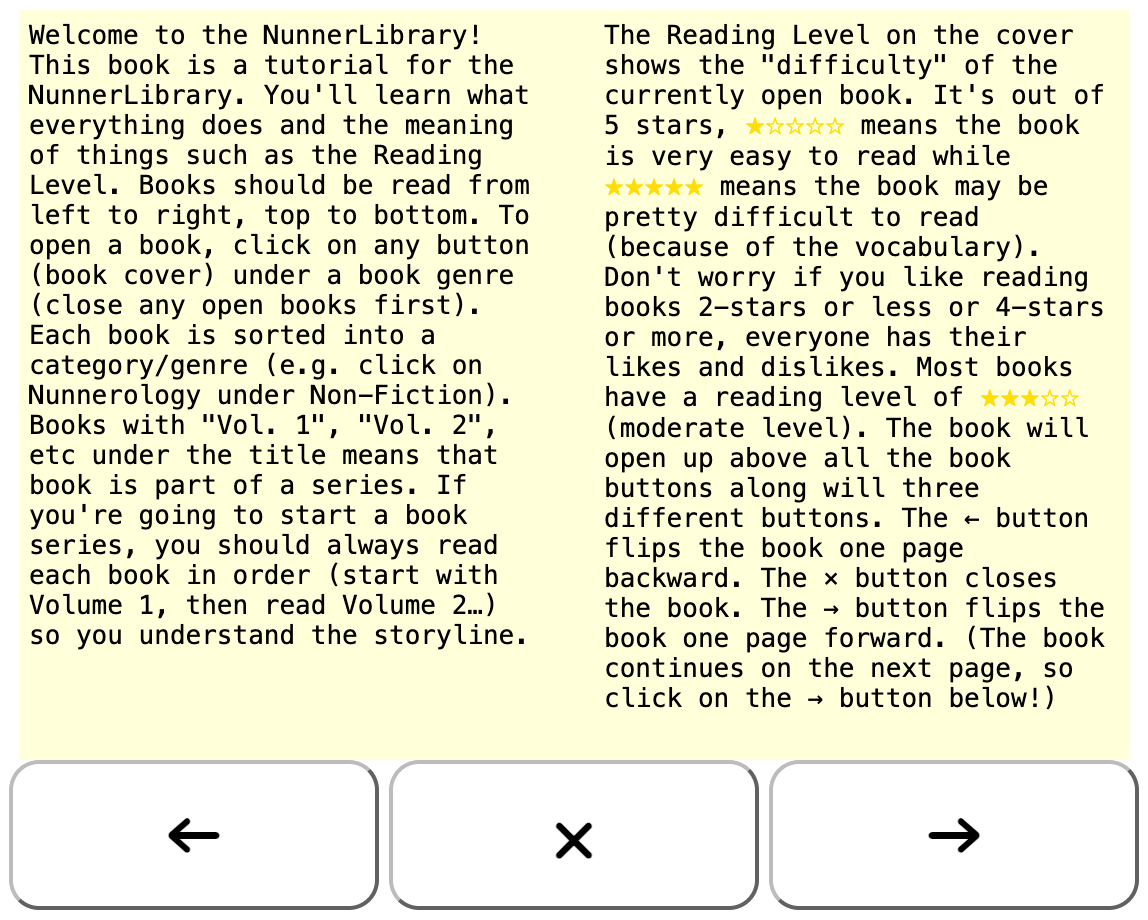 Welcome to the NunnerLibrary!
This book is a tutorial for the
NunnerLibrary. You'll learn what
everything does and the meaning
of things such as the Reading
Level. Books should be read from
left to right, top to bottom. To
open a book, click on any button
(book cover) under a book genre
(close any open books first).
Each book is sorted into a
category/genre (e.g. click on
Nunnerology under Non–Fiction).
Books with "Vol. 1", "Vol. 2",
etc under the title means that
book is part of a series. If
you're going to start a book
series, you should always read
each book in order (start with
Volume 1, then read Volume 2…)
so you understand the storyline.
The Reading Level on the cover
shows the "difficulty" of the
currently open book. It's out of
5 stars, ★☆☆☆☆ means the book
is very easy to read while
★★★★★ means the book may be
pretty difficult to read
(because of the vocabulary).
Don't worry if you like reading
books 2–stars or less or 4–stars
or more, everyone has their
likes and dislikes. Most books
have a reading level of ★★★☆☆
(moderate level). The book will
open up above all the book
buttons along will three
different buttons. The ← button
flips the book one page
backward. The × button closes
the book. The → button flips the
book one page forward. (The book
continues on the next page, so
click on the → button below!)
← × →